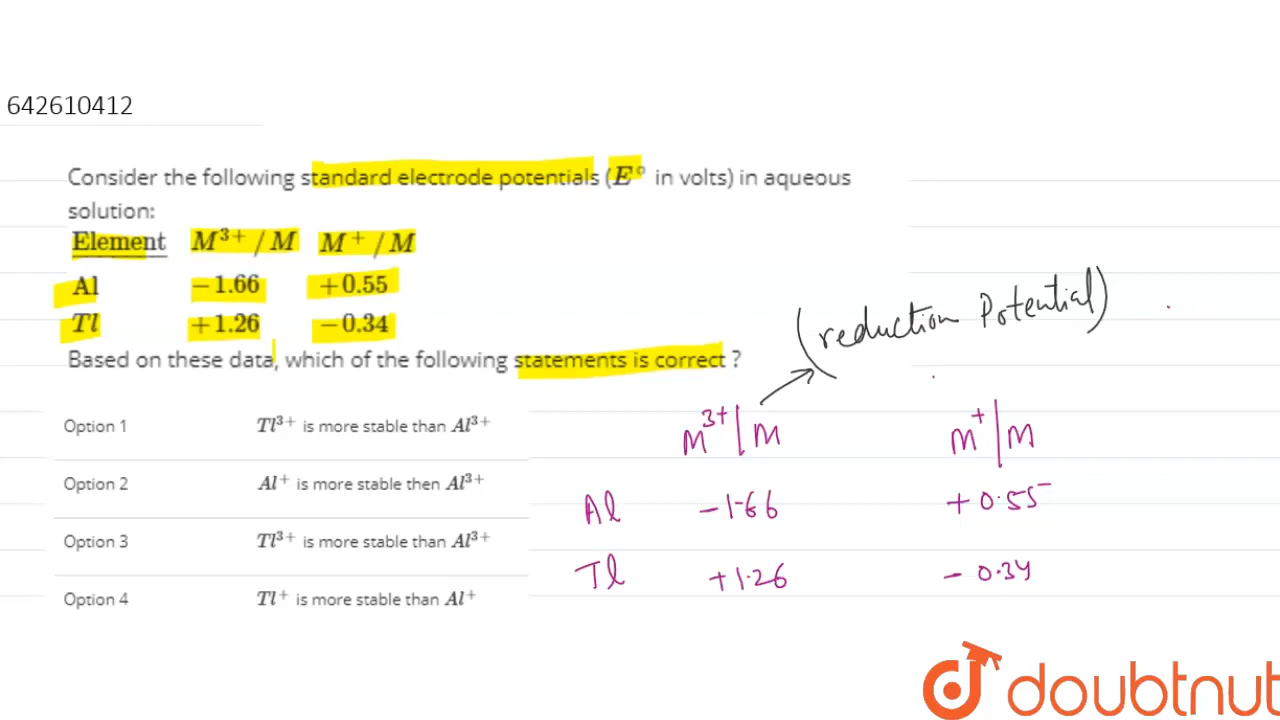 642610412
Consider the following standard electrode potentials (E° in volts) in aqueous
solution:
Element M³⁺/M M⁺/M
Al −1.66 +0.55
Tl +1.26 −0.34
Based on these data, which of the following statements is correct ?
(reduction Potential)
Option 1 Tl³⁺ is more stable than Al³⁺
Option 2 Al⁺ is more stable then Al³⁺
Option 3 Tl³⁺ is more stable than Al³⁺
Option 4 Tl⁺ is more stable than Al⁺
M³⁺|M M⁺|M
Al −1.66 +0.55
Tl +1.26 −0.34
doubtnut